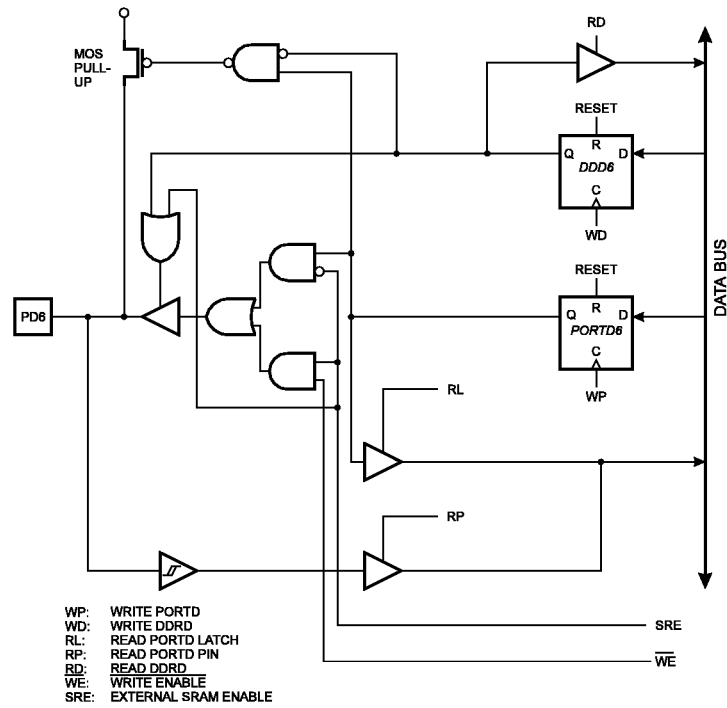 RD
MOS
PULL-
UP
RESET
R
Q D
DDD6
C
WD
RESET
R
PD6
Q D
PORTD6
C
WP
DATA BUS
RL
RP
WP: WRITE PORTD
WD: WRITE DDRD
RL: READ PORTD LATCH
RP: READ PORTD PIN
RD: READ DDRD
WE: WRITE ENABLE
SRE: EXTERNAL SRAM ENABLE
SRE
WE